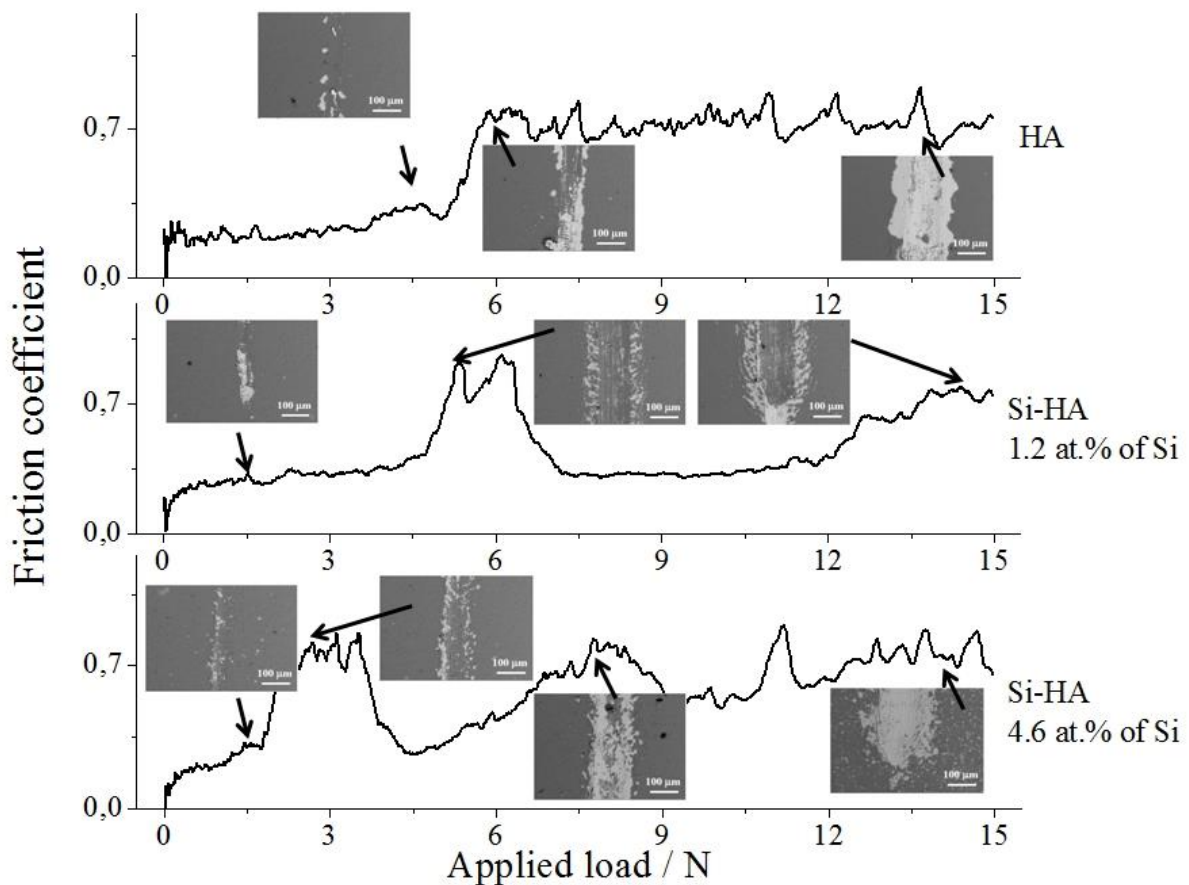 100 µm
0,7
100 µm
100 µm
HA
0,0
0 3 6 9 12 15
Friction coefficient
100 µm
100 µm
100 µm
0,7
Si-HA
1.2 at.% of Si
0,0
0 3 6 9 12 15
100 µm
100 µm
0,7
100 µm
100 µm
Si-HA
4.6 at.% of Si
0,0
0 3 6 9 12 15
Applied load / N